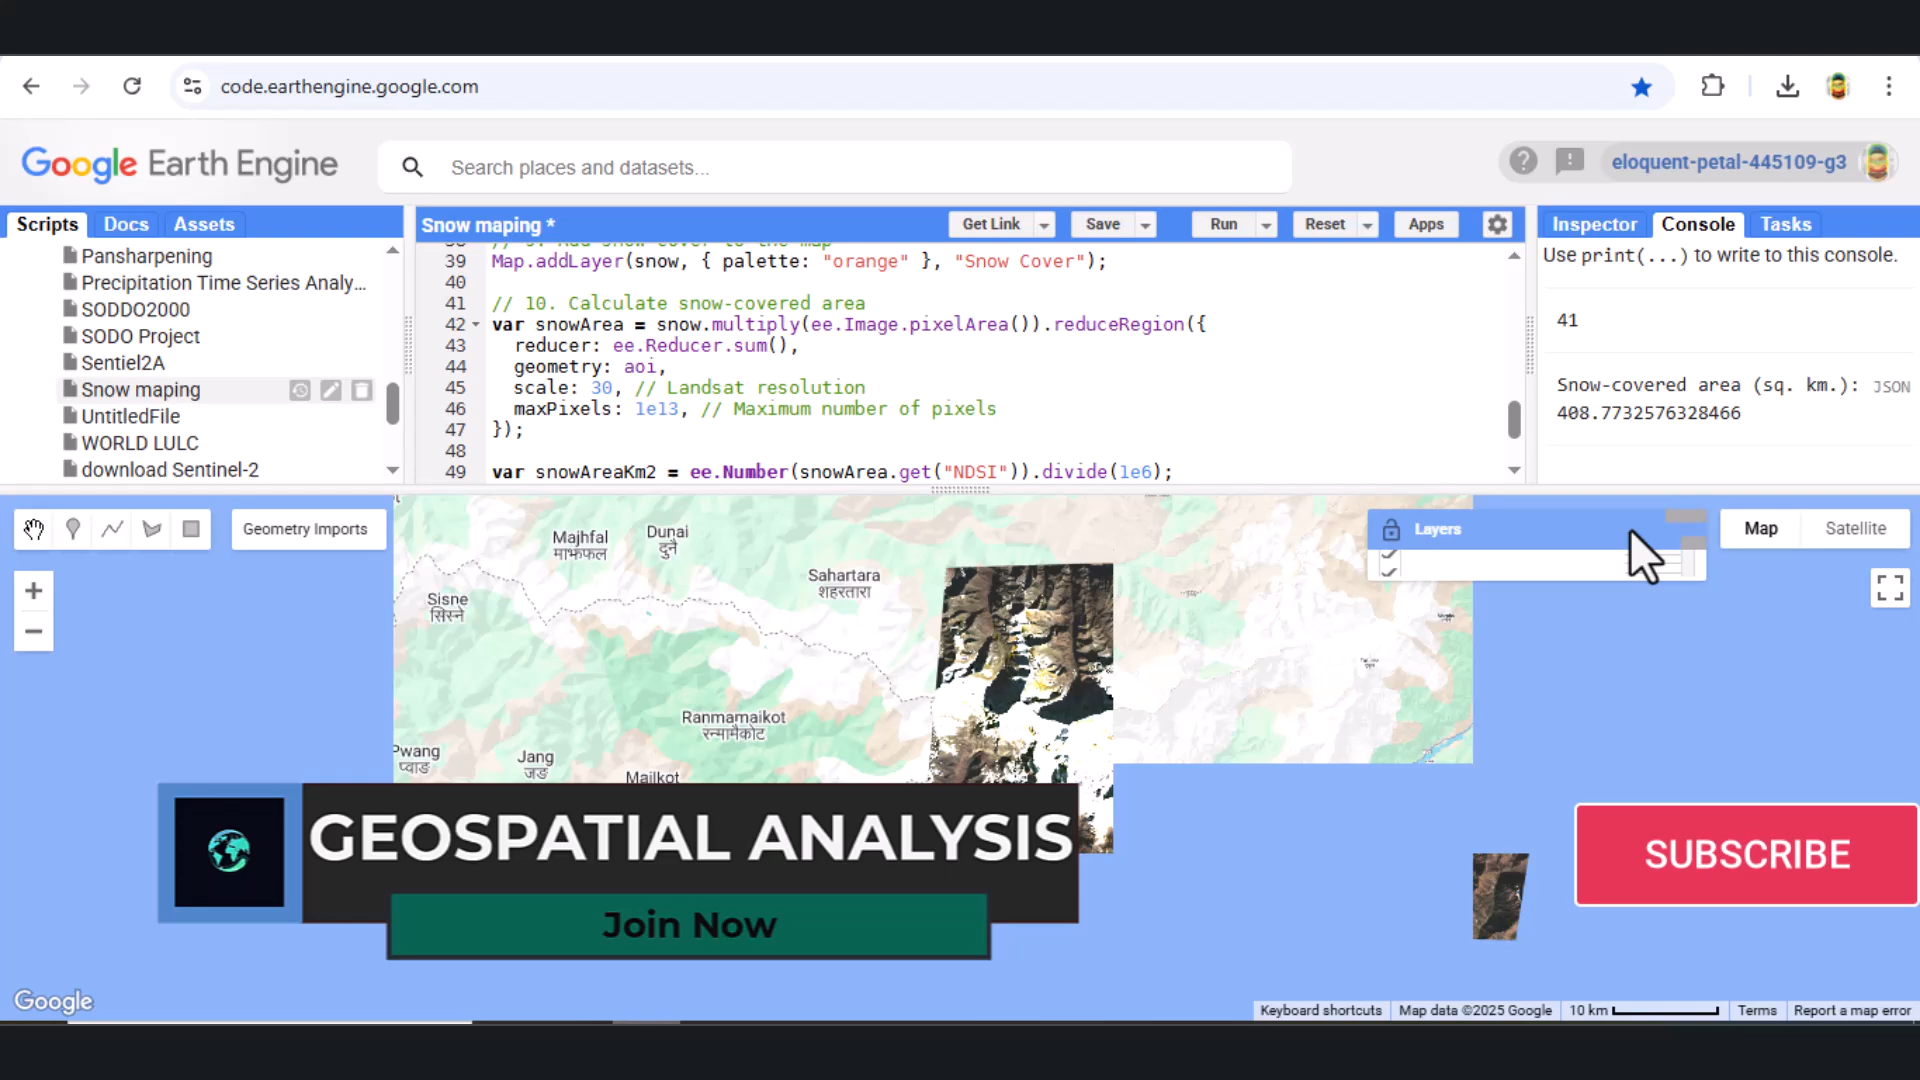 code.earthengine.google.com
Google Earth Engine
Search places and datasets...
eloquent-petal-445109-g3
Scripts
Docs
Assets
Pansharpening
Precipitation Time Series Analy...
SODDO2000
SODO Project
Sentiel2A
Snow maping
UntitledFile
WORLD LULC
download Sentinel-2
Snow maping *
Get Link
Save
Run
Reset
Apps
39 Map.addLayer(snow, { palette: "orange" }, "Snow Cover");
40
41 // 10. Calculate snow-covered area
42 var snowArea = snow.multiply(ee.Image.pixelArea()).reduceRegion({
43 reducer: ee.Reducer.sum(),
44 geometry: aoi,
45 scale: 30, // Landsat resolution
46 maxPixels: 1e13, // Maximum number of pixels
47 });
48
49 var snowAreaKm2 = ee.Number(snowArea.get("NDSI")).divide(1e6);
Inspector
Console
Tasks
Use print(...) to write to this console.
41
Snow-covered area (sq. km.): JSON
408.7732576328466
Geometry Imports
Layers
Map
Satellite
Majhfal
माझफल
Dunai
दुनै
Sahartara
शहरतारा
Sisne
सिस्ने
Ranmamaikot
रन्मामैकोट
Pwang
प्वाङ
Jang
जङ
Mailkot
GEOSPATIAL ANALYSIS
Join Now
SUBSCRIBE
Google
Keyboard shortcuts
Map data ©2025 Google
10 km
Terms
Report a map error